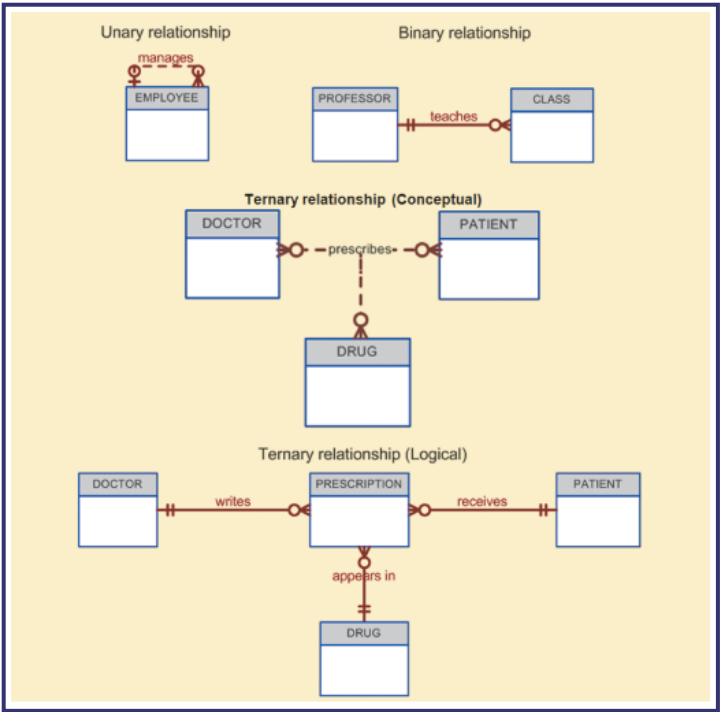 Unary relationship
Binary relationship
manages
EMPLOYEE
PROFESSOR
teaches
CLASS
Ternary relationship (Conceptual)
DOCTOR
PATIENT
prescribes
DRUG
Ternary relationship (Logical)
DOCTOR
writes
PRESCRIPTION
receives
PATIENT
appears in
DRUG